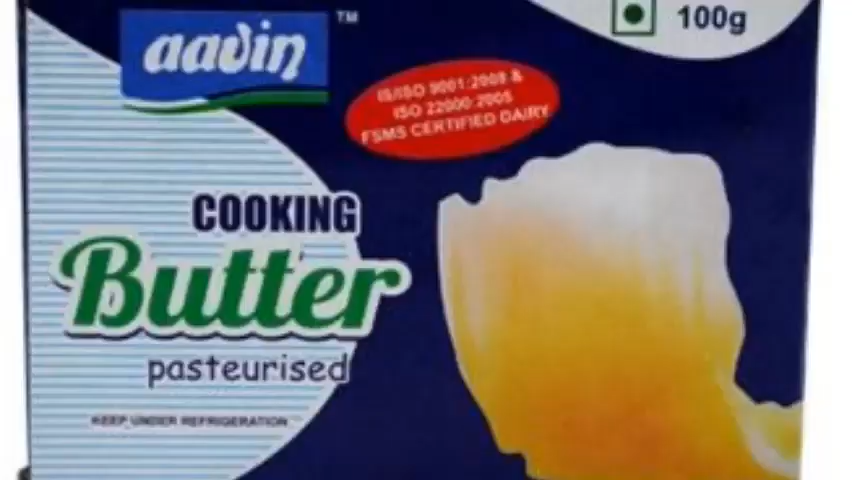 aavin
TM
100g
IS/ISO 9001:2008 &
ISO 22000:2005
FSMS CERTIFIED DAIRY
COOKING
Butter
pasteurised
KEEP UNDER REFRIGERATION